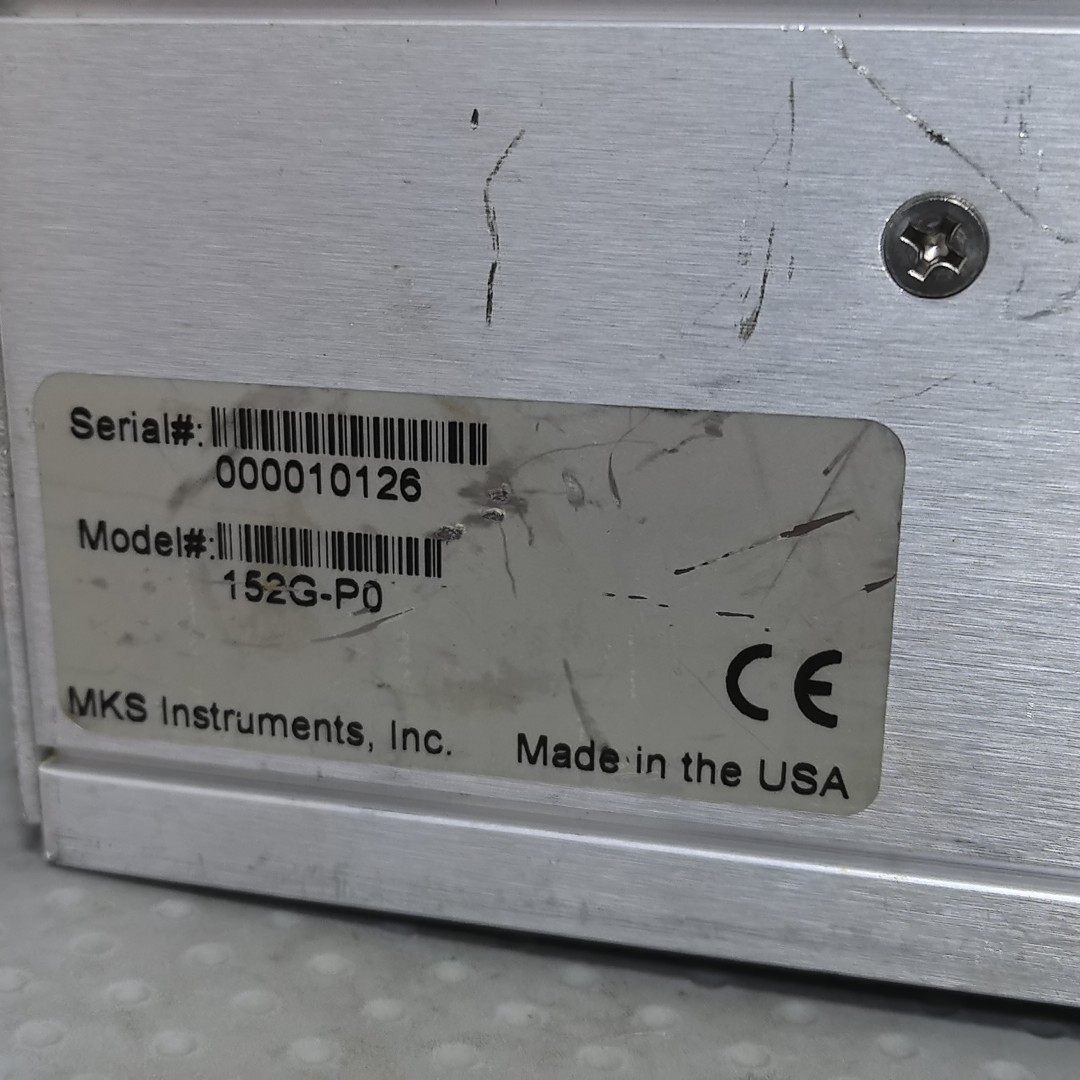 Serial#:
000010126
Model#:
152G-P0
CE
MKS Instruments, Inc. Made in the USA